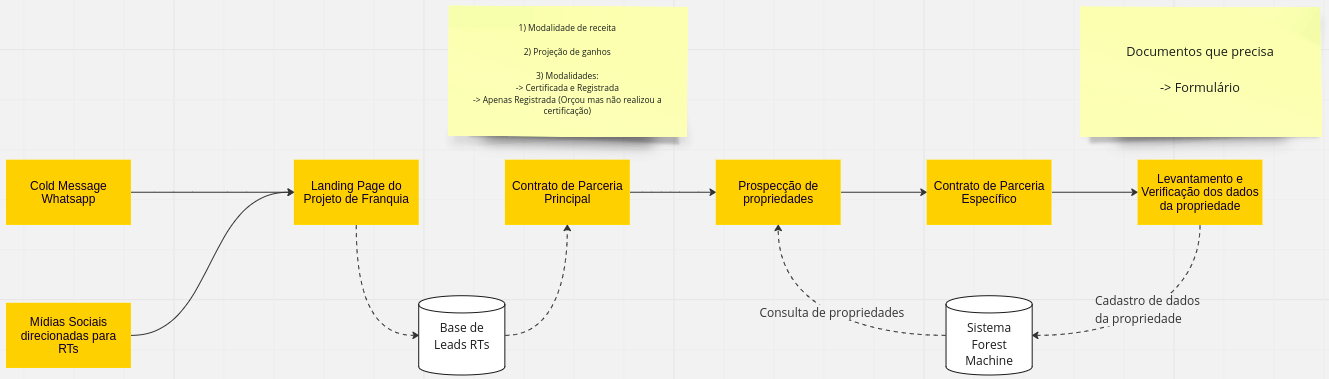 1) Modalidade de receita
2) Projeção de ganhos
3) Modalidades:
-> Certificada e Registrada
-> Apenas Registrada (Orçou mas não realizou a
certificação)
Documentos que precisa
-> Formulário
Cold Message
Whatsapp
Landing Page do
Projeto de Franquia
Contrato de Parceria
Principal
Prospecção de
propriedades
Contrato de Parceria
Específico
Levantamento e
Verificação dos dados
da propriedade
Mídias Sociais
direcionadas para
RTs
Base de
Leads RTs
Consulta de propriedades
Sistema
Forest
Machine
Cadastro de dados
da propriedade